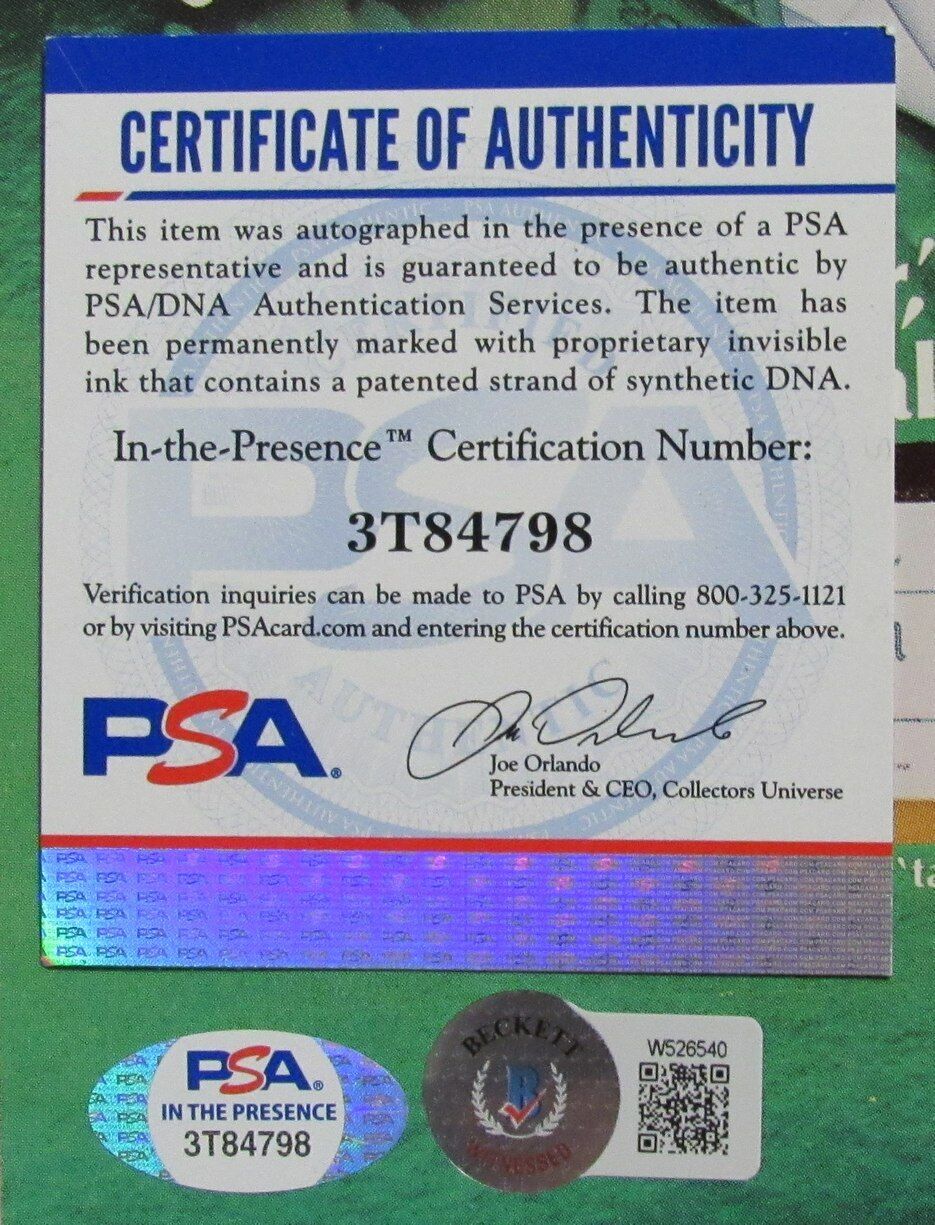 CERTIFICATE OF AUTHENTICITY
This item was autographed in the presence of a PSA
representative and is guaranteed to be authentic by
PSA/DNA Authentication Services. The item has
been permanently marked with proprietary invisible
ink that contains a patented strand of synthetic DNA.
In-the-Presence™ Certification Number:
3T84798
Verification inquiries can be made to PSA by calling 800-325-1121
or by visiting PSAcard.com and entering the certification number above.
PSA®
Joe Orlando
President & CEO, Collectors Universe
PSA®
IN THE PRESENCE
3T84798
BECKETT
B
WITNESSED
W526540